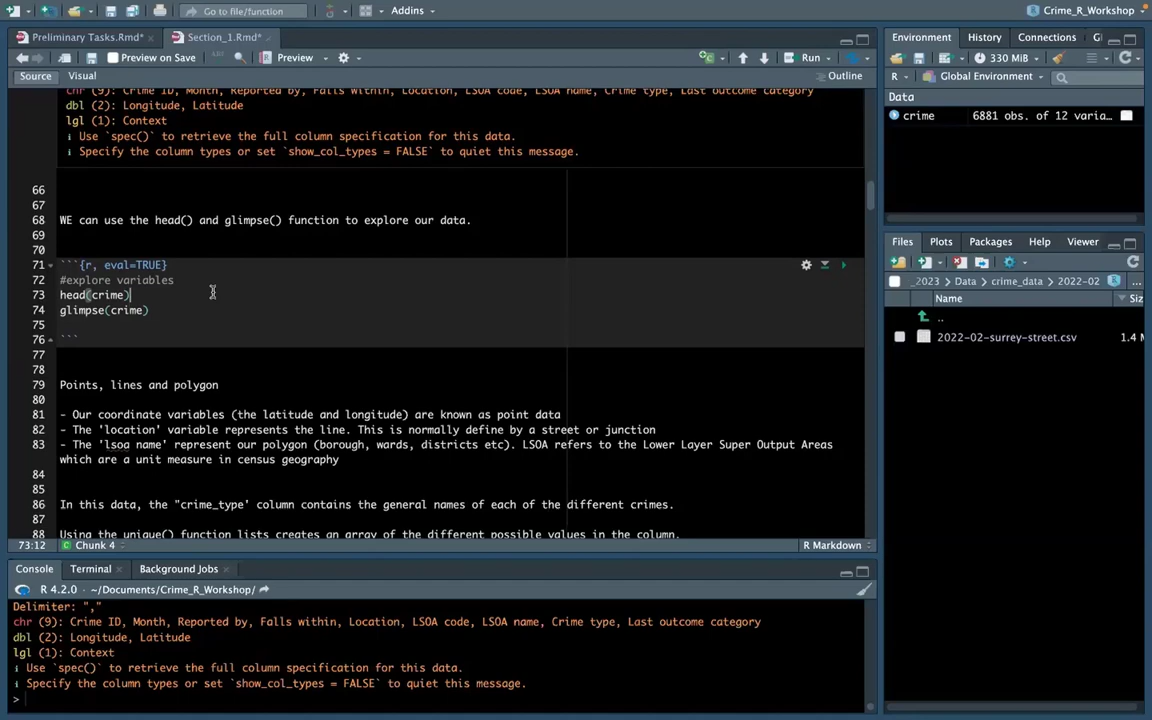 Go to file/function
Addins
Crime_R_Workshop
Preliminary Tasks.Rmd*
Section_1.Rmd*
Preview on Save
Preview
Run
Source
Visual
Outline
chr (9): Crime ID, Month, Reported by, Falls within, Location, LSOA code, LSOA name, Crime type, Last outcome category
dbl (2): Longitude, Latitude
lgl (1): Context
i Use `spec()` to retrieve the full column specification for this data.
i Specify the column types or set `show_col_types = FALSE` to quiet this message.
66
67
68 WE can use the head() and glimpse() function to explore our data.
69
70
71 ```{r, eval=TRUE}
72 #explore variables
73 head(crime)
74 glimpse(crime)
75
76 ```
77
78
79 Points, lines and polygon
80
81 - Our coordinate variables (the latitude and longitude) are known as point data
82 - The 'location' variable represents the line. This is normally define by a street or junction
83 - The 'lsoa name' represent our polygon (borough, wards, districts etc). LSOA refers to the Lower Layer Super Output Areas
which are a unit measure in census geography
84
85
86 In this data, the "crime_type' column contains the general names of each of the different crimes.
87
88 Using the unique() function lists creates an array of the different possible values in the column.
73:12 Chunk 4 R Markdown
Console Terminal Background Jobs
R 4.2.0 · ~/Documents/Crime_R_Workshop/
Delimiter: ","
chr (9): Crime ID, Month, Reported by, Falls within, Location, LSOA code, LSOA name, Crime type, Last outcome category
dbl (2): Longitude, Latitude
lgl (1): Context
i Use `spec()` to retrieve the full column specification for this data.
i Specify the column types or set `show_col_types = FALSE` to quiet this message.
>
Environment History Connections
330 MiB
R Global Environment
Data
crime 6881 obs. of 12 varia…
Files Plots Packages Help Viewer
_2023 Data crime_data 2022-02 ...
Name Siz
..
2022-02-surrey-street.csv 1.4 M